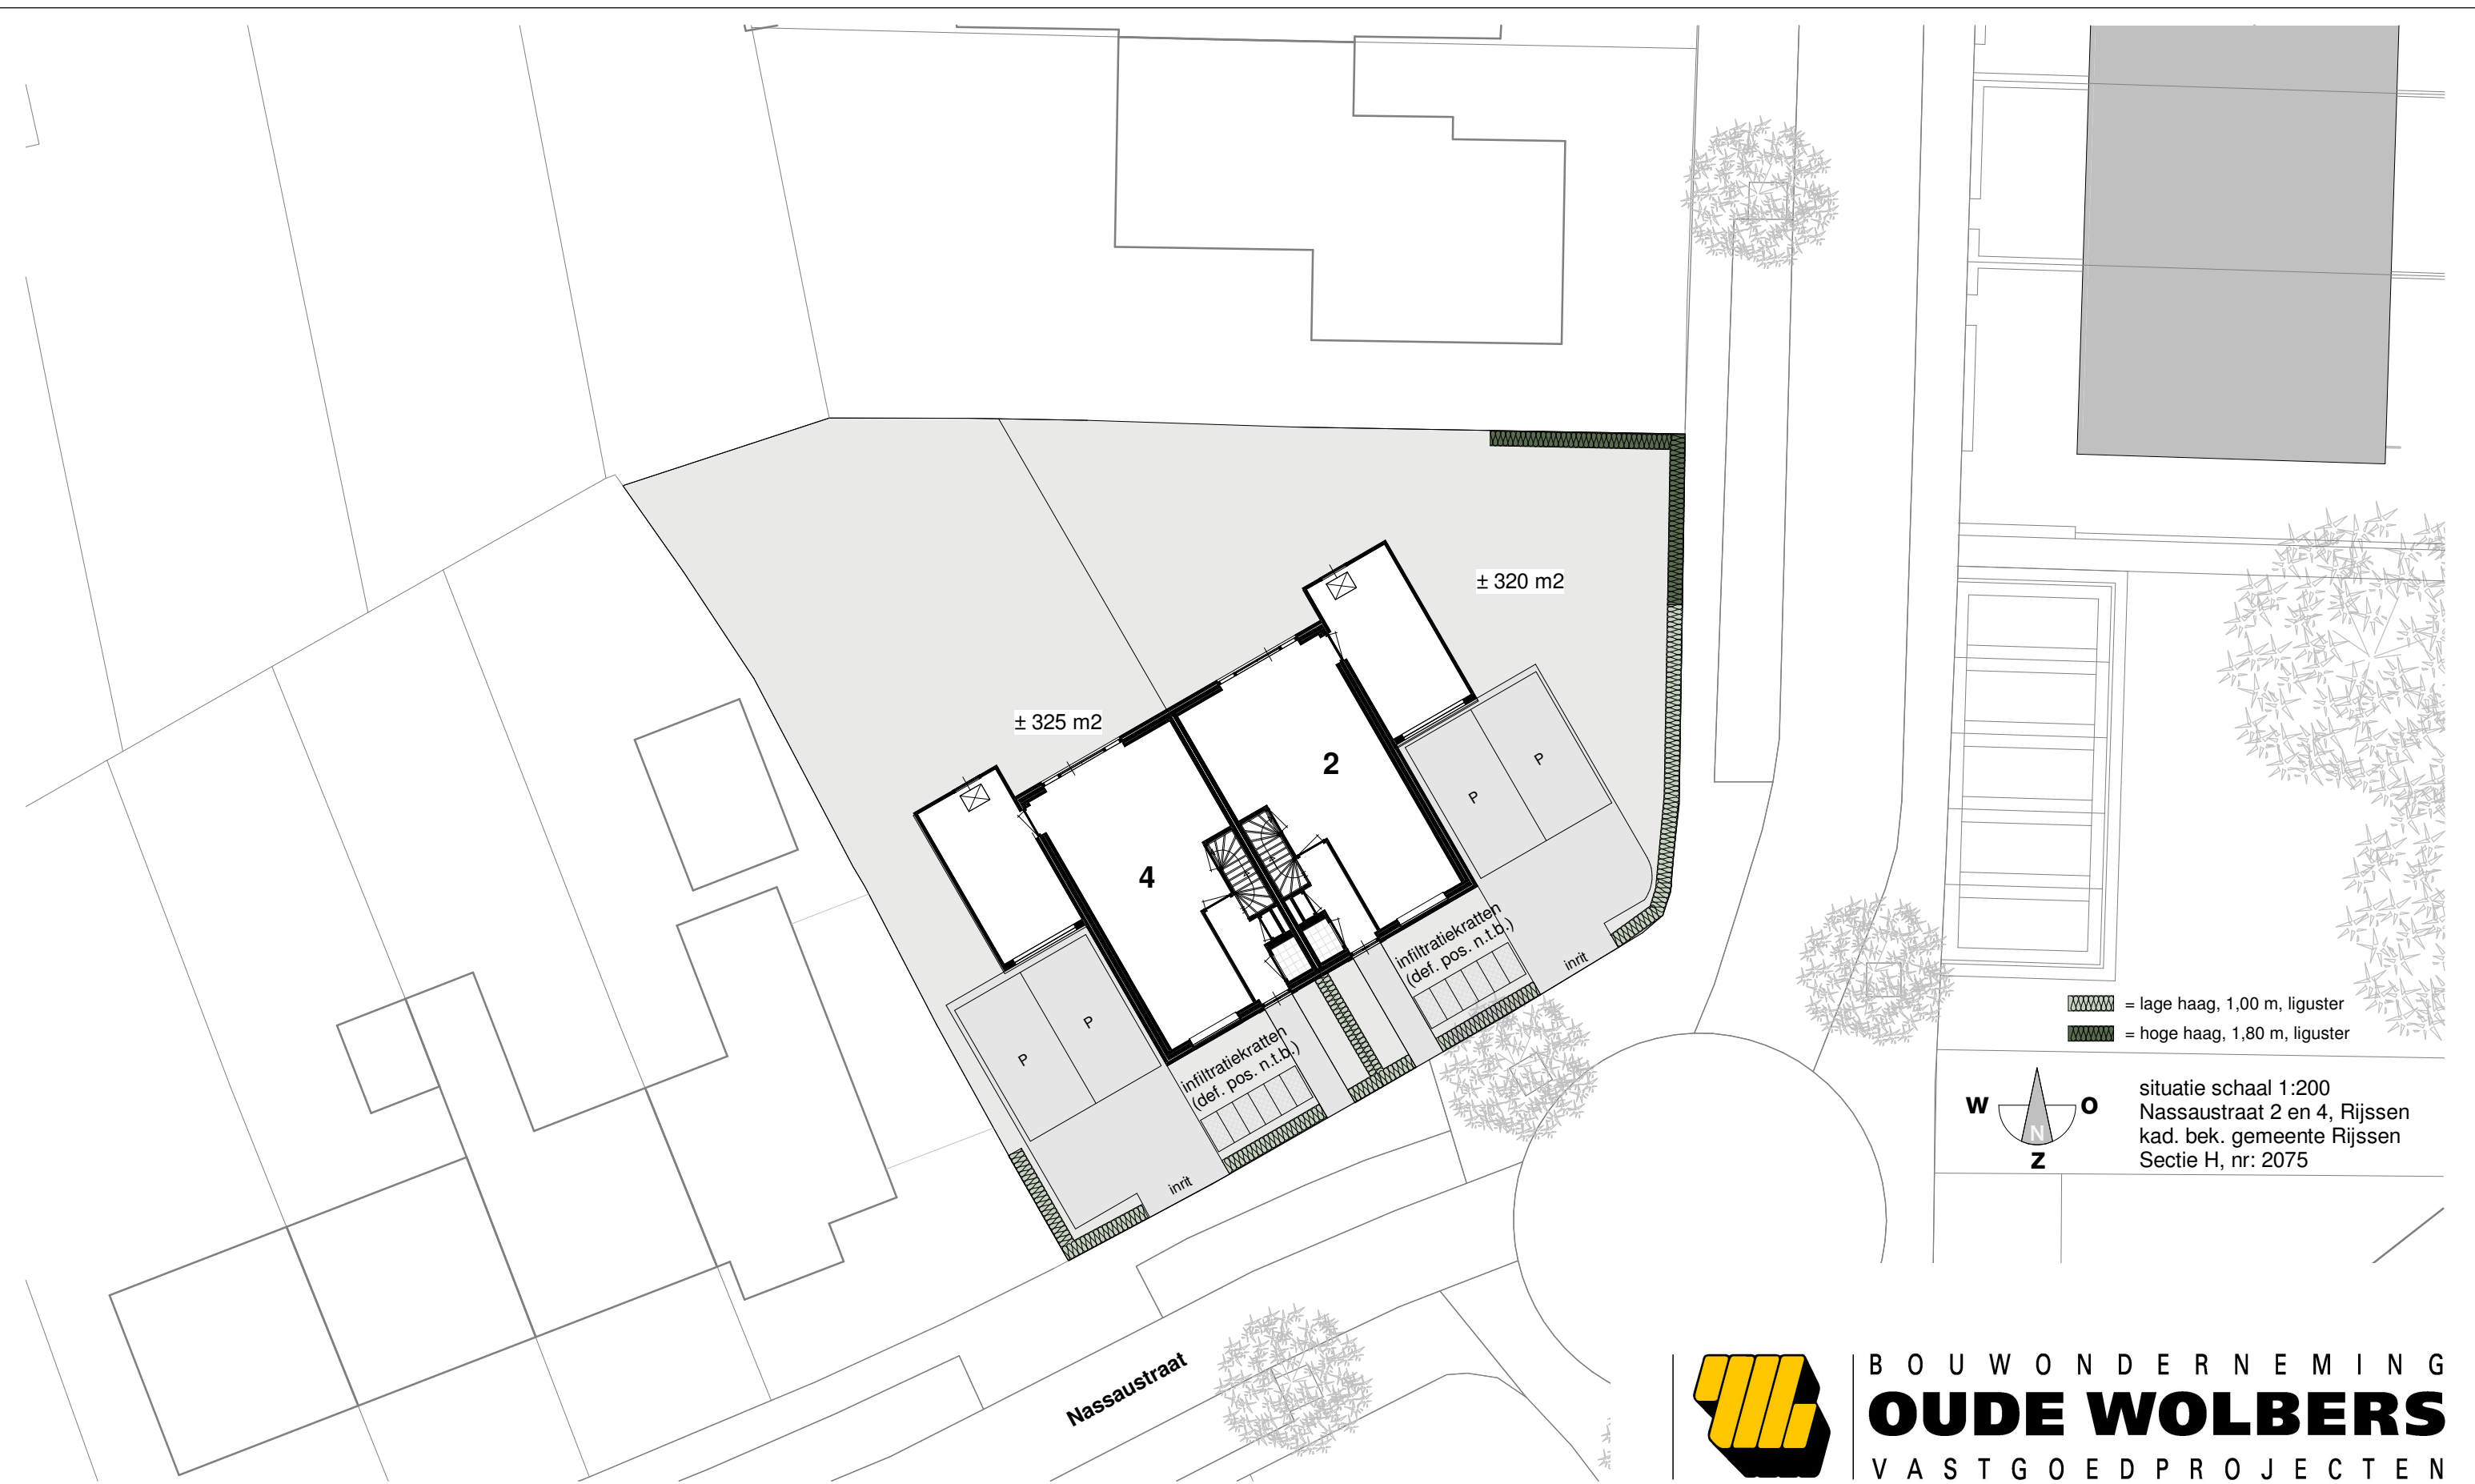 ± 320 m2
± 325 m2
2
P
P
4
infiltratiekratten
(def. pos. n.t.b.)
inrit
P
P
infiltratiekratten
(def. pos. n.t.b.)
inrit
= lage haag, 1,00 m, liguster
= hoge haag, 1,80 m, liguster
W
O
N
Z
situatie schaal 1:200
Nassaustraat 2 en 4, Rijssen
kad. bek. gemeente Rijssen
Sectie H, nr: 2075
Nassaustraat
BOUWONDERNEMING
OUDE WOLBERS
VASTGOEDPROJECTEN